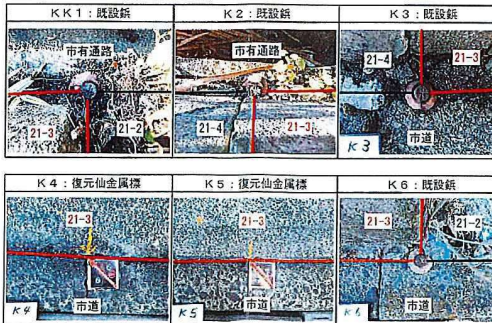 KK1：既設鋲
市有通路
21-3
21-2
K2：既設鋲
市有通路
21-4
21-3
K3：既設鋲
21-4
21-3
市道
K3
K4：復元仙金属標
21-3
市道
K4
K5：復元仙金属標
21-3
市道
K5
K6：既設鋲
21-3
21-2
市道
K6